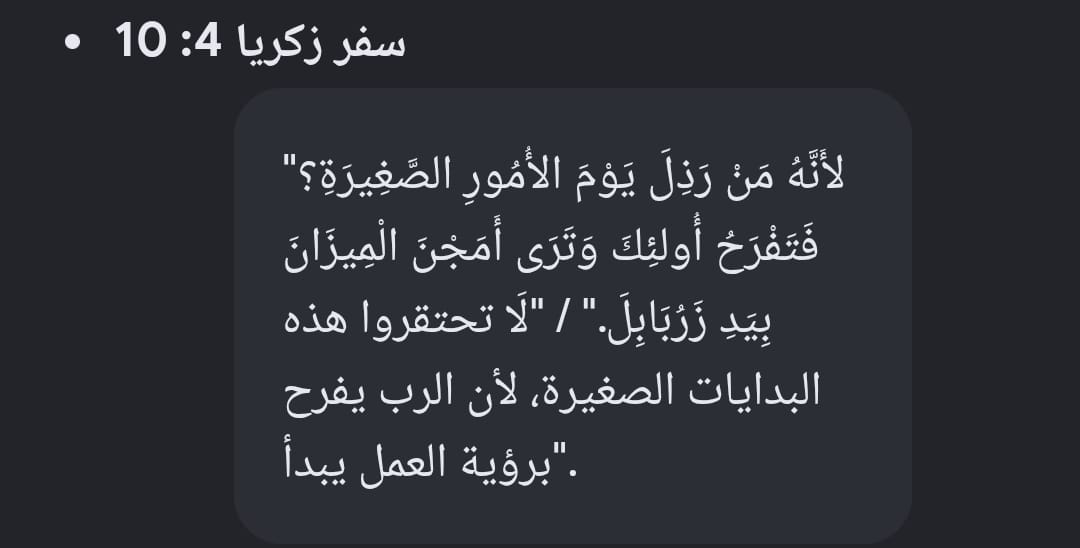 • سفر زكريا 4: 10
لأَنَّهُ مَنْ رَذِلَ يَوْمَ الأُمُورِ الصَّغِيرَةِ؟"
فَتَفْرَحُ أُولئِكَ وَتَرَى أَمَجْنَ الْمِيزَانَ
بِيَدِ زَرُبَابِلَ." / "لَا تحتقروا هذه
البدايات الصغيرة، لأن الرب يفرح
برؤية العمل يبدأ".